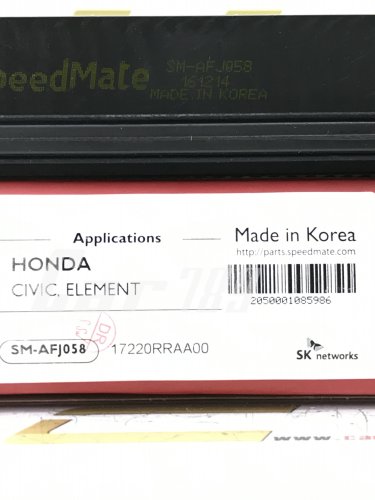 SpeedMate
SM-AFJ058
161214
MADE IN KOREA
Applications
Made in Korea
http://parts.speedmate.com
HONDA
CIVIC, ELEMENT
2050001085986
SM-AFJ058
17220RRAA00
SK networks